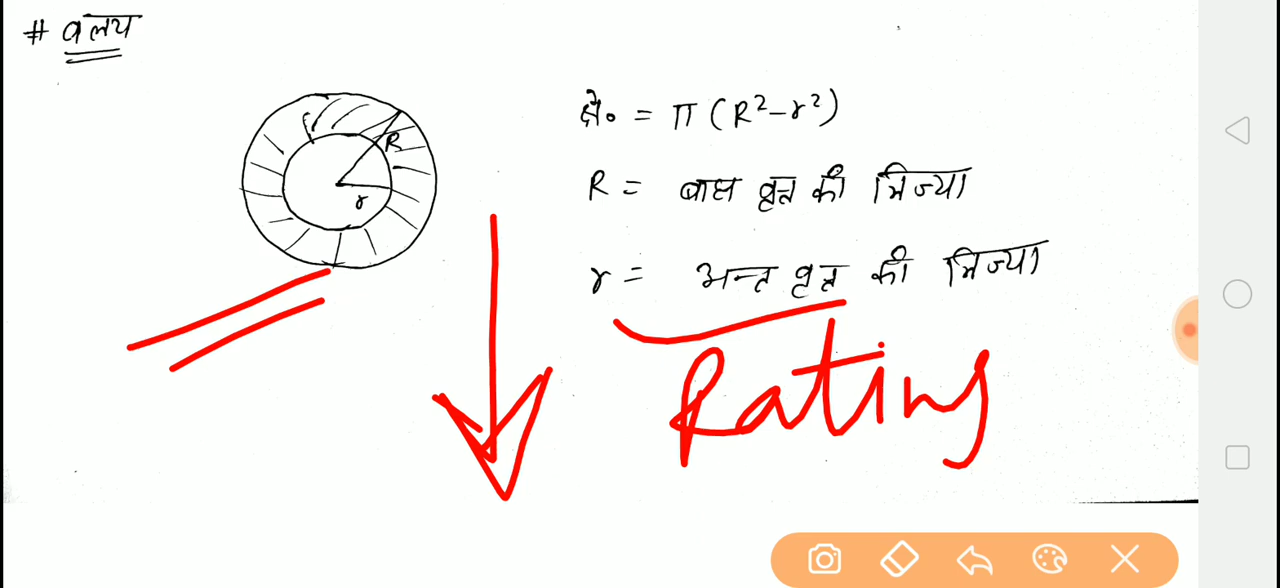 # वलय
R
r
क्षे० = π (R²-r²)
R = बाह्य वृत्त की त्रिज्या
r = अन्त वृत्त की त्रिज्या
Rating